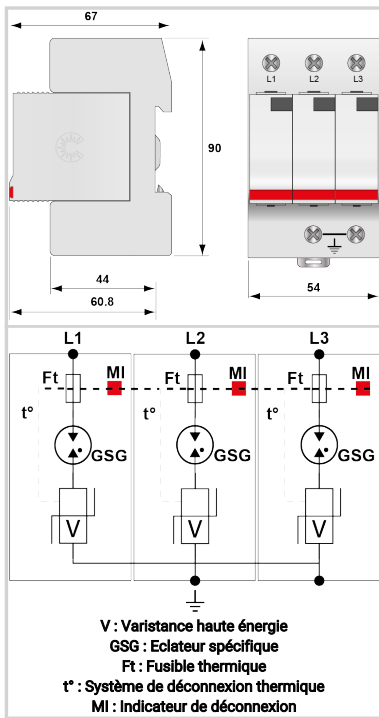 67
90
44
60.8
L1 L2 L3
54
L1 L2 L3
Ft MI Ft MI Ft MI
t° t° t°
GSG GSG GSG
V V V
V : Varistance haute énergie
GSG : Eclateur spécifique
Ft : Fusible thermique
t° : Système de déconnexion thermique
MI : Indicateur de déconnexion